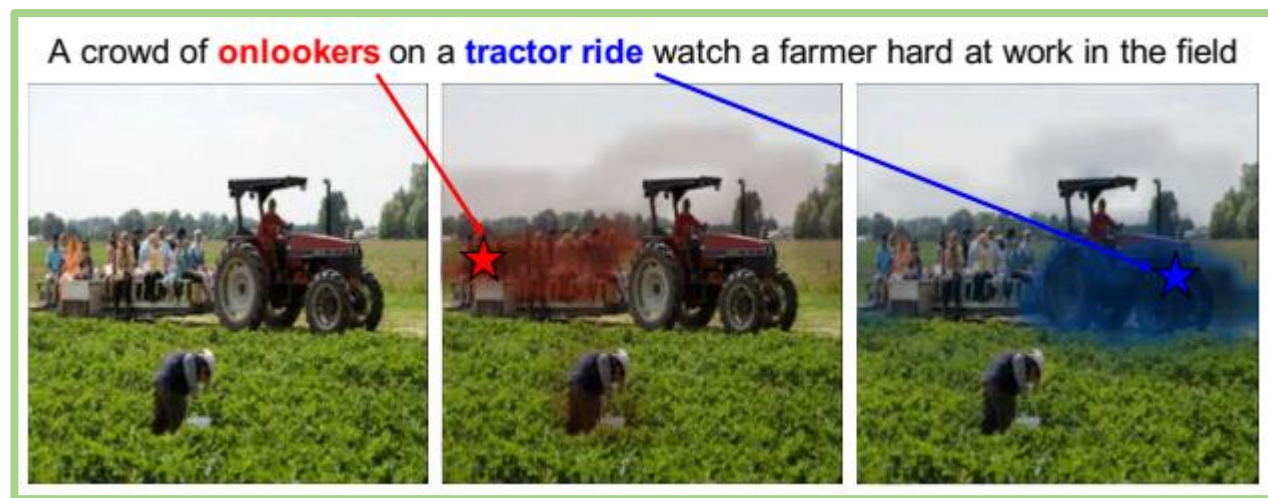 A crowd of onlookers on a tractor ride watch a farmer hard at work in the field